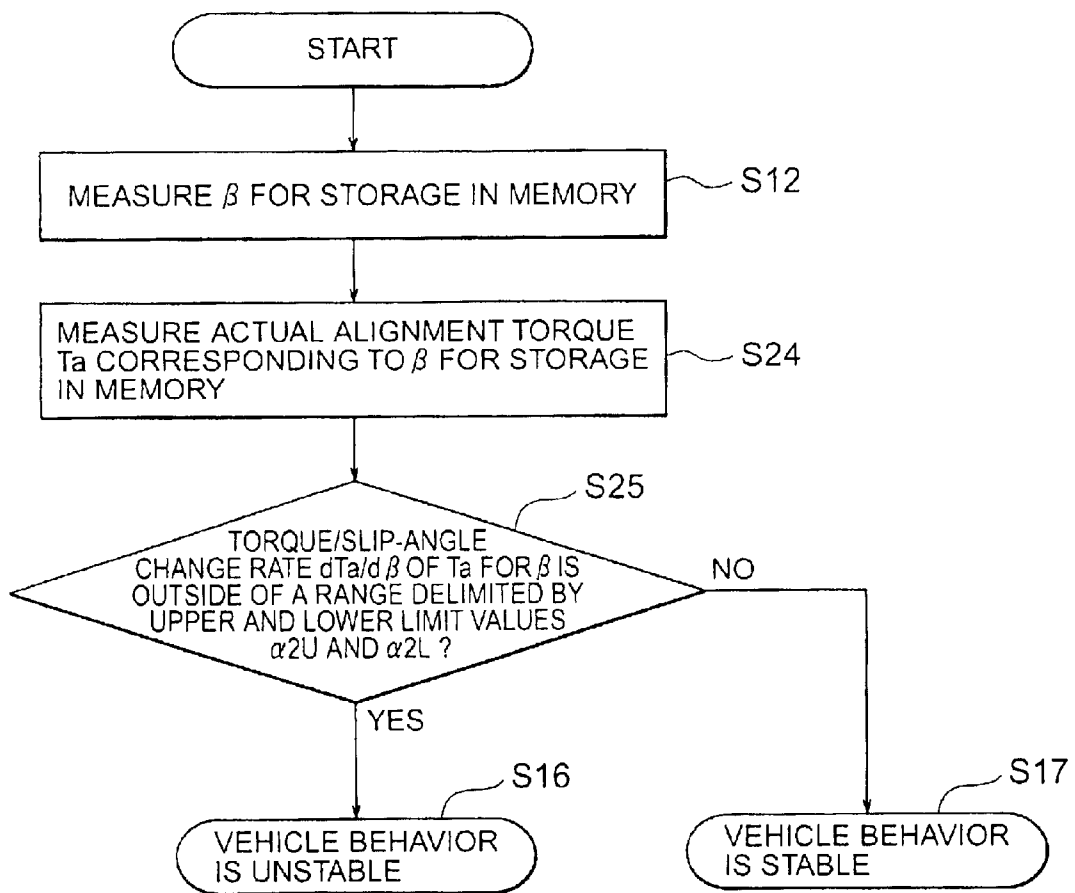 START
MEASURE β FOR STORAGE IN MEMORY
S12
MEASURE ACTUAL ALIGNMENT TORQUE
Ta CORRESPONDING TO β FOR STORAGE
IN MEMORY
S24
S25
TORQUE/SLIP-ANGLE
CHANGE RATE dTa/dβ OF Ta FOR β IS
OUTSIDE OF A RANGE DELIMITED BY
UPPER AND LOWER LIMIT VALUES
α2U AND α2L ?
NO
YES
S16
VEHICLE BEHAVIOR
IS UNSTABLE
S17
VEHICLE BEHAVIOR
IS STABLE